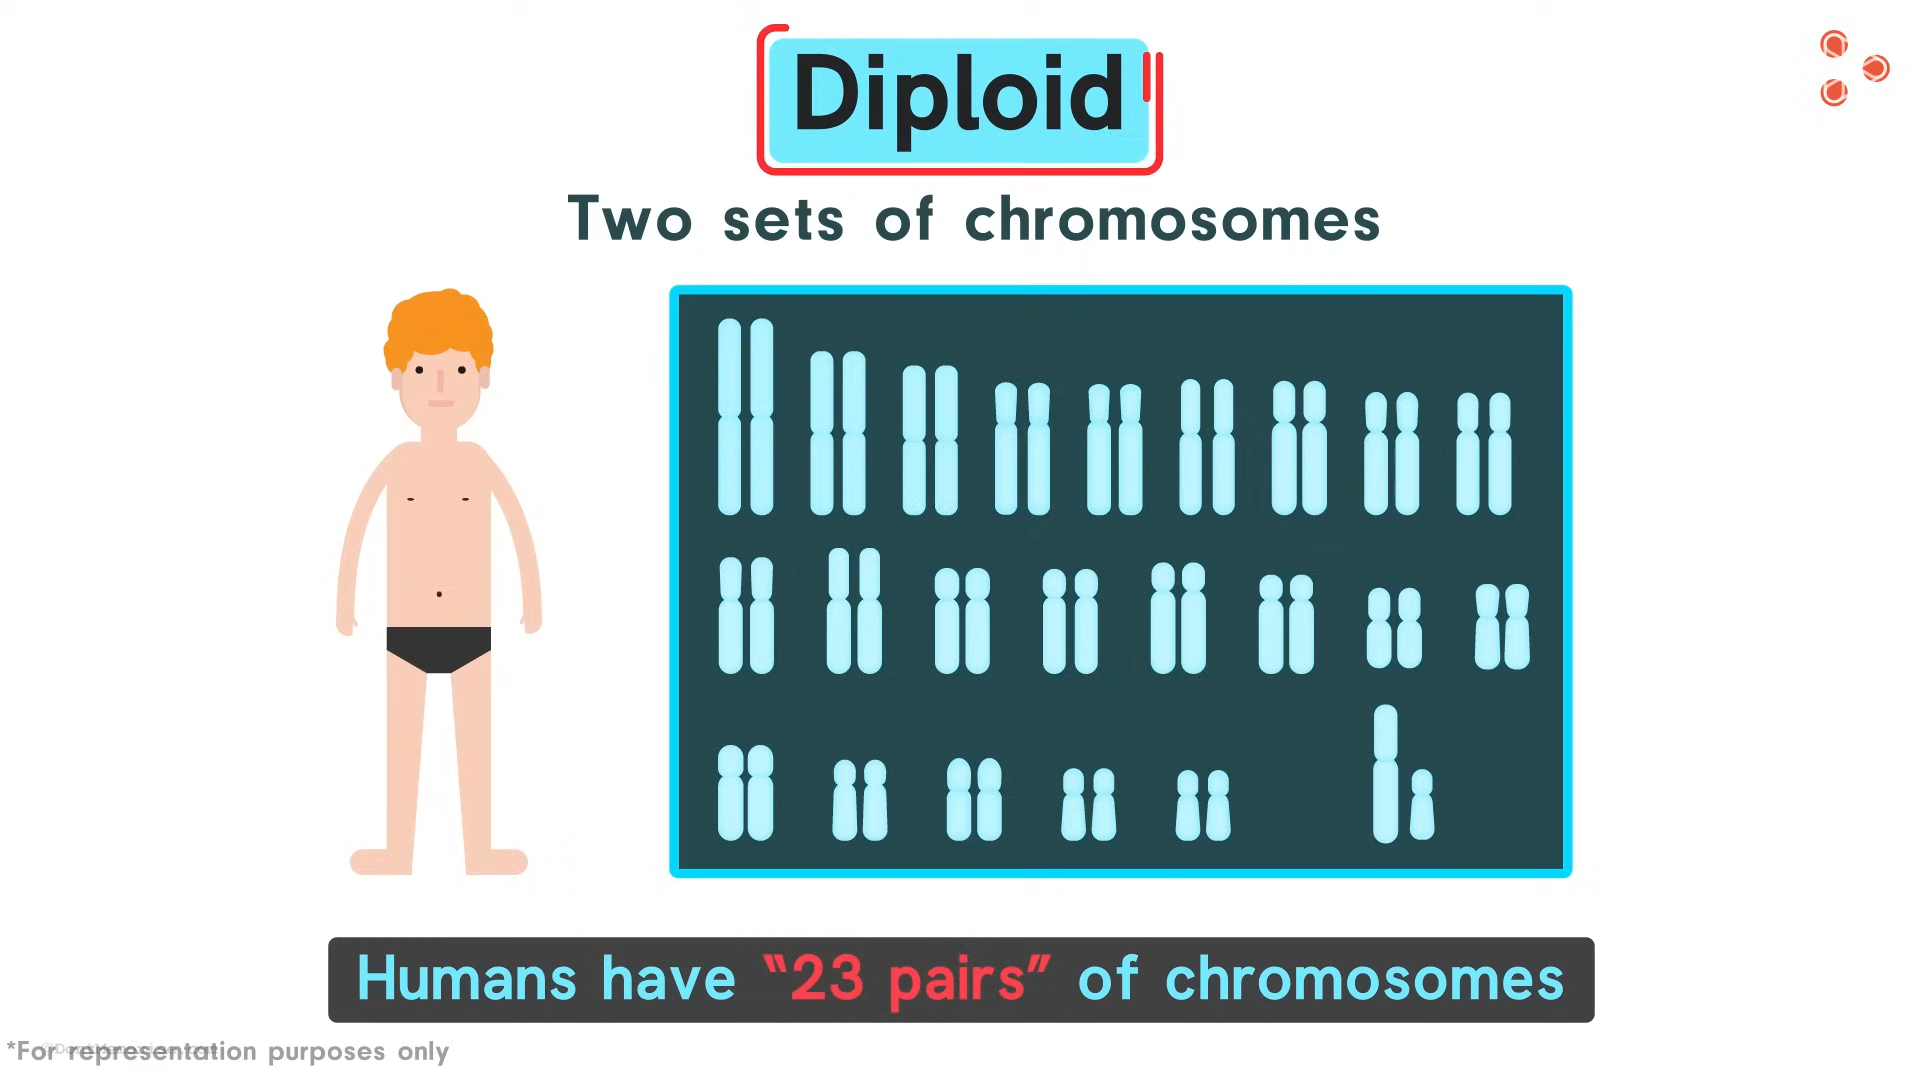 Diploid
Two sets of chromosomes
Humans have “23 pairs” of chromosomes
*For representation purposes only